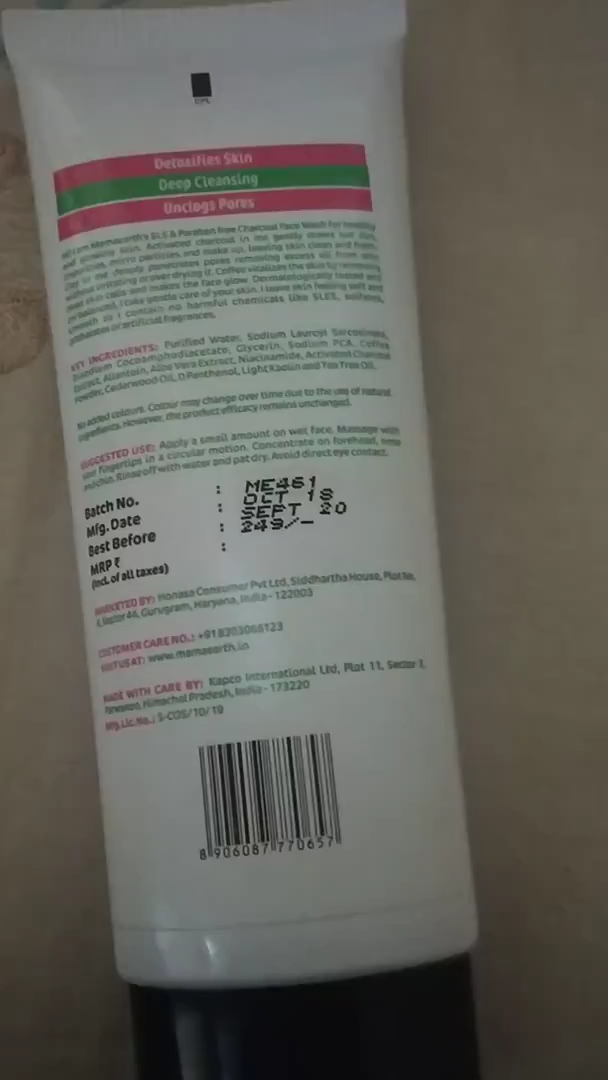 Detoxifies Skin
Deep Cleansing
Unclogs Pores
Hi I am Mamaearth's SLS & Paraben free Charcoal Face Wash for healthy
and glowing skin. Activated charcoal in me gently draws out dirt,
impurities, micro particles and make up, leaving skin clean and fresh.
Clay in me deeply penetrates pores removing excess oil from skin
without irritating or over drying it. Coffee vitalizes the skin by removing
dead skin cells and makes the face glow. Dermatologically tested and
pH balanced, I take gentle care of your skin. I leave skin feeling soft and
smooth as I contain no harmful chemicals like SLES, sulfates,
parabates or artificial fragrances.
KEY INGREDIENTS: Purified Water, Sodium Lauroyl Sarcosinate,
Disodium Cocoamphodiacetate, Glycerin, Sodium PCA, Coffee
Extract, Allantoin, Aloe Vera Extract, Niacinamide, Activated Charcoal
Powder, Cedarwood Oil, D Panthenol, Light Kaolin and Tea Tree Oil.
No added colours. Colour may change over time due to the use of natural
ingredients. However, the product efficacy remains unchanged.
SUGGESTED USE: Apply a small amount on wet face. Massage with
your fingertips in a circular motion. Concentrate on forehead, nose
and chin. Rinse off with water and pat dry. Avoid direct eye contact.
Batch No. : ME461
Mfg. Date : OCT 18
Best Before : SEPT 20
MRP ₹ : 249/-
(Incl. of all taxes)
MARKETED BY: Honasa Consumer Pvt Ltd, Siddhartha House, Plot No.
4, Sector 44, Gurugram, Haryana, India- 122003
CUSTOMER CARE NO.: +918303066123
VISIT US AT: www.mamaearth.in
MADE WITH CARE BY: Kapco International Ltd, Plot 11, Sector 2,
Parwanoo, Himachal Pradesh, India - 173220
Mfg. Lic. No.: S-COS/10/19
8 906087 770657